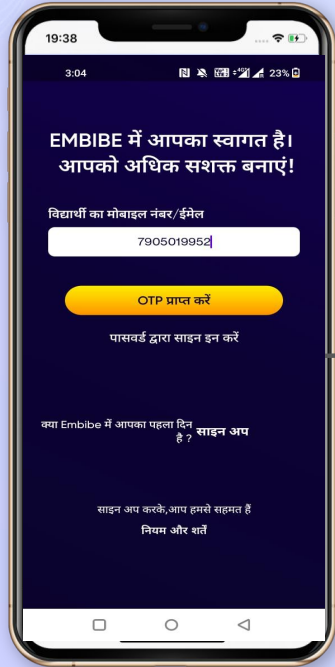 19:38
3:04 23%
EMBIBE में आपका स्वागत है।
आपको अधिक सशक्त बनाएं!
विद्यार्थी का मोबाइल नंबर/ईमेल
7905019952
OTP प्राप्त करें
पासवर्ड द्वारा साइन इन करें
क्या Embibe में आपका पहला दिन
है ? साइन अप
साइन अप करके,आप हमसे सहमत हैं
नियम और शर्तें